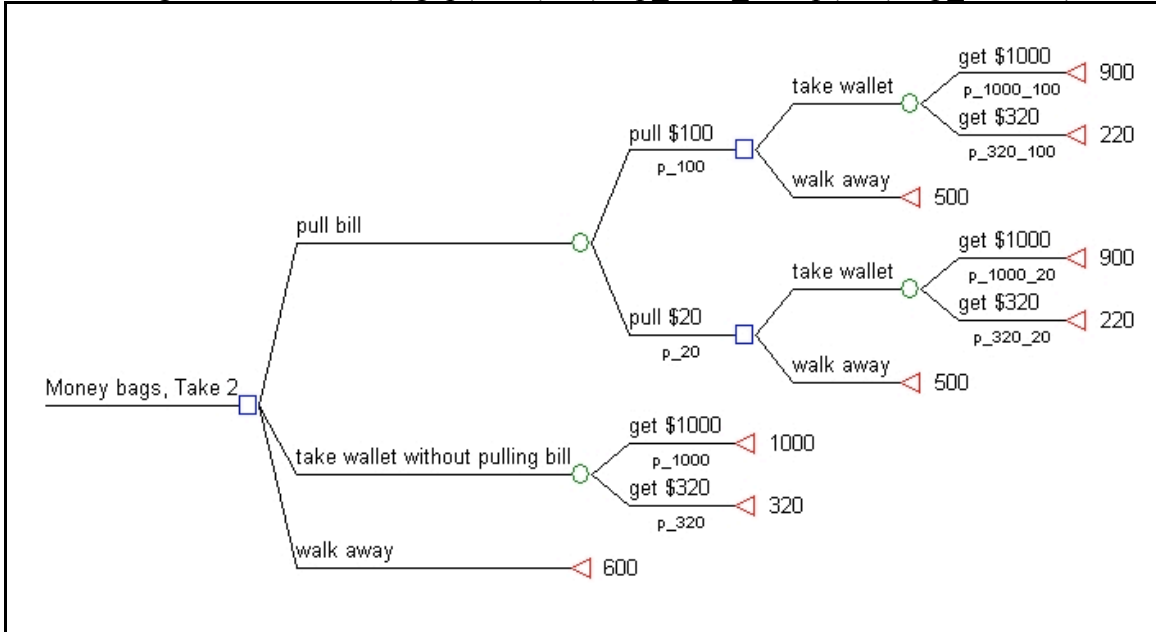 get $1000
900
p_1000_100
take wallet
get $320
220
p_320_100
pull $100
p_100
walk away
500
pull bill
get $1000
900
p_1000_20
take wallet
get $320
220
p_320_20
pull $20
p_20
walk away
500
Money bags, Take 2
get $1000
1000
p_1000
take wallet without pulling bill
get $320
320
p_320
walk away
600